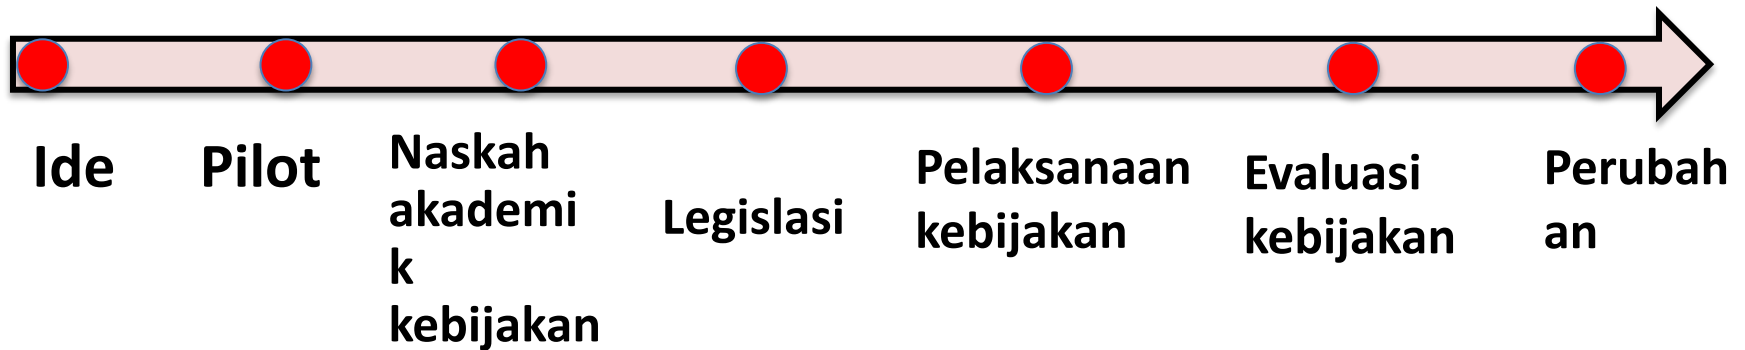 Ide
Pilot
Naskah
akademi
k
kebijakan
Legislasi
Pelaksanaan
kebijakan
Evaluasi
kebijakan
Perubah
an